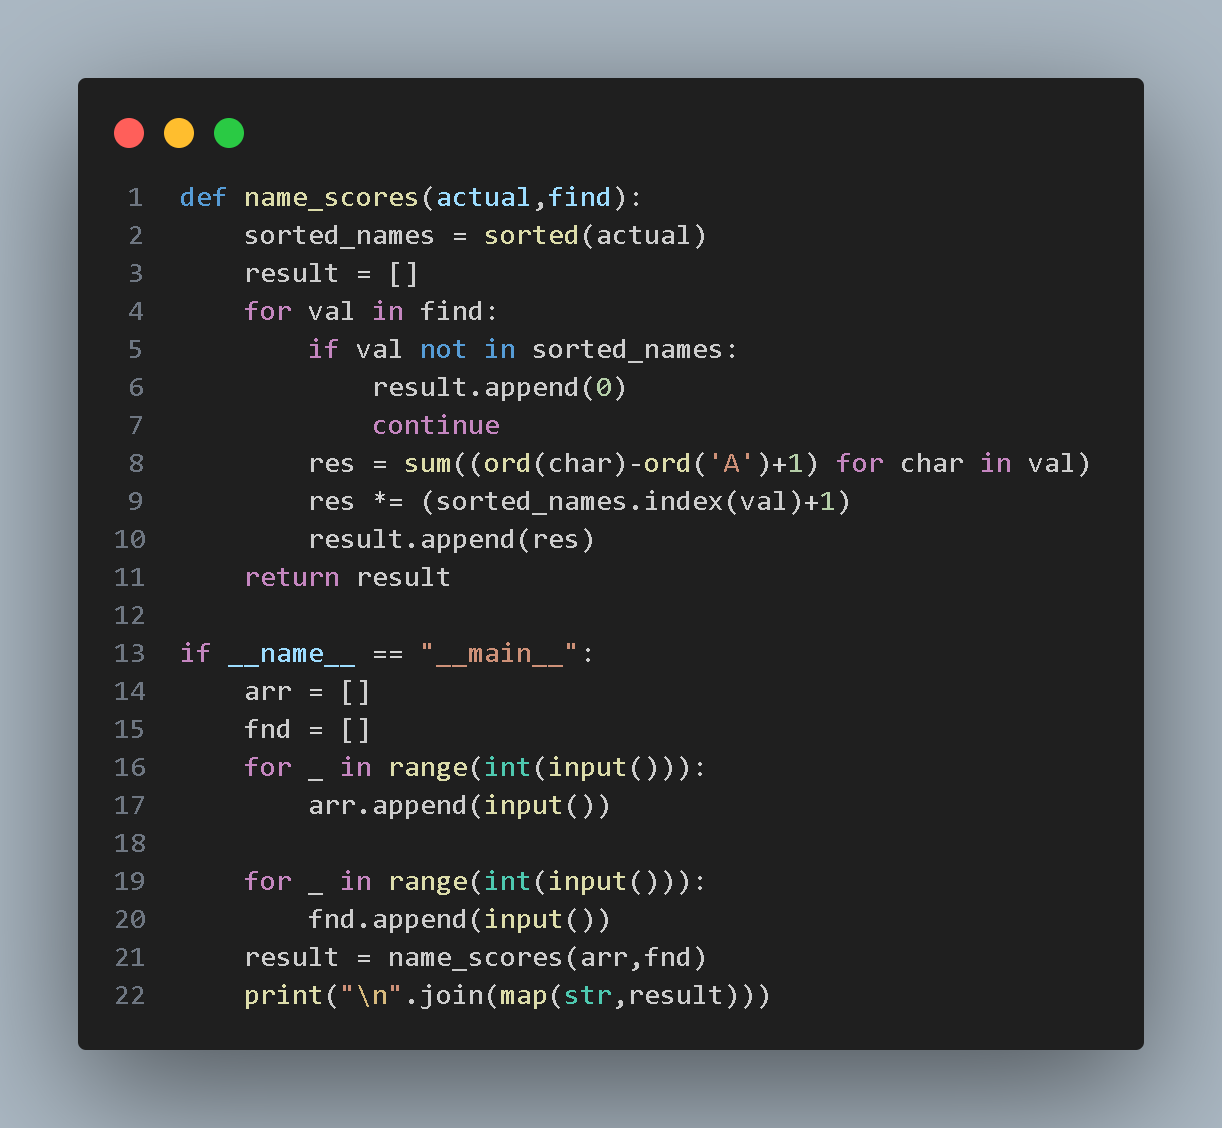 1 def name_scores(actual,find):
2     sorted_names = sorted(actual)
3     result = []
4     for val in find:
5         if val not in sorted_names:
6             result.append(0)
7             continue
8         res = sum((ord(char)-ord('A')+1) for char in val)
9         res *= (sorted_names.index(val)+1)
10         result.append(res)
11     return result
12
13 if __name__ == "__main__":
14     arr = []
15     fnd = []
16     for _ in range(int(input())):
17         arr.append(input())
18
19     for _ in range(int(input())):
20         fnd.append(input())
21     result = name_scores(arr,fnd)
22     print("\n".join(map(str,result)))